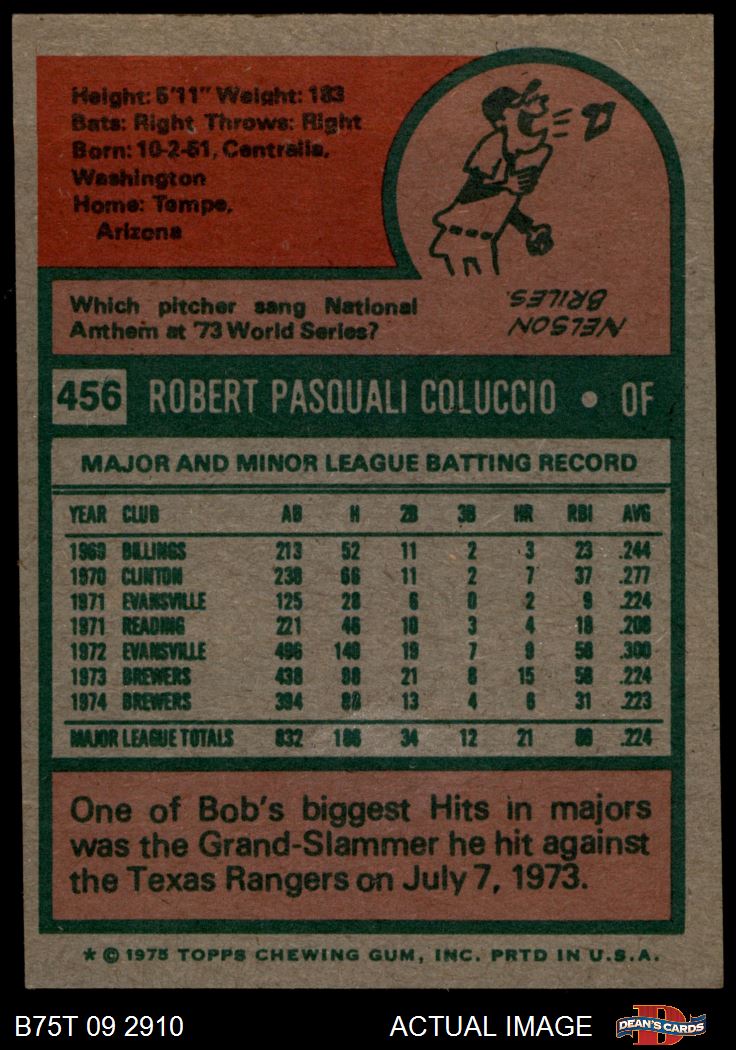 Height: 5'11" Weight: 183
Bats: Right Throws: Right
Born: 10-2-51, Centralia,
Washington
Home: Tempe,
Arizona
Which pitcher sang National
Anthem at '73 World Series?
NELSON
BRILES.
456 ROBERT PASQUALI COLUCCIO • OF
MAJOR AND MINOR LEAGUE BATTING RECORD
YEAR CLUB AB H 2B 3B HR RBI AVG
1969 BILLINGS 213 52 11 2 3 23 .244
1970 CLINTON 238 66 11 2 7 37 .277
1971 EVANSVILLE 125 28 6 0 2 9 .224
1971 READING 221 46 10 3 4 18 .208
1972 EVANSVILLE 496 149 19 7 9 58 .300
1973 BREWERS 438 98 21 8 15 58 .224
1974 BREWERS 394 88 13 4 6 31 .223
MAJOR LEAGUE TOTALS 832 186 34 12 21 89 .224
One of Bob's biggest Hits in majors
was the Grand-Slammer he hit against
the Texas Rangers on July 7, 1973.
* © 1975 TOPPS CHEWING GUM, INC. PRTD IN U.S.A.
B75T 09 2910 ACTUAL IMAGE DEAN'S CARDS